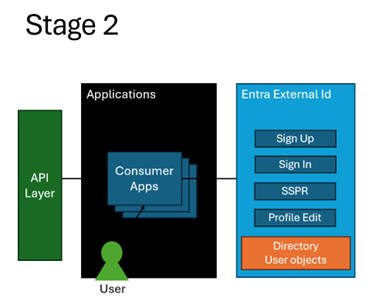 Stage 2
Applications
Entra External Id
API
Layer
Consumer
Apps
Sign Up
Sign In
SSPR
Profile Edit
Directory
User objects
User